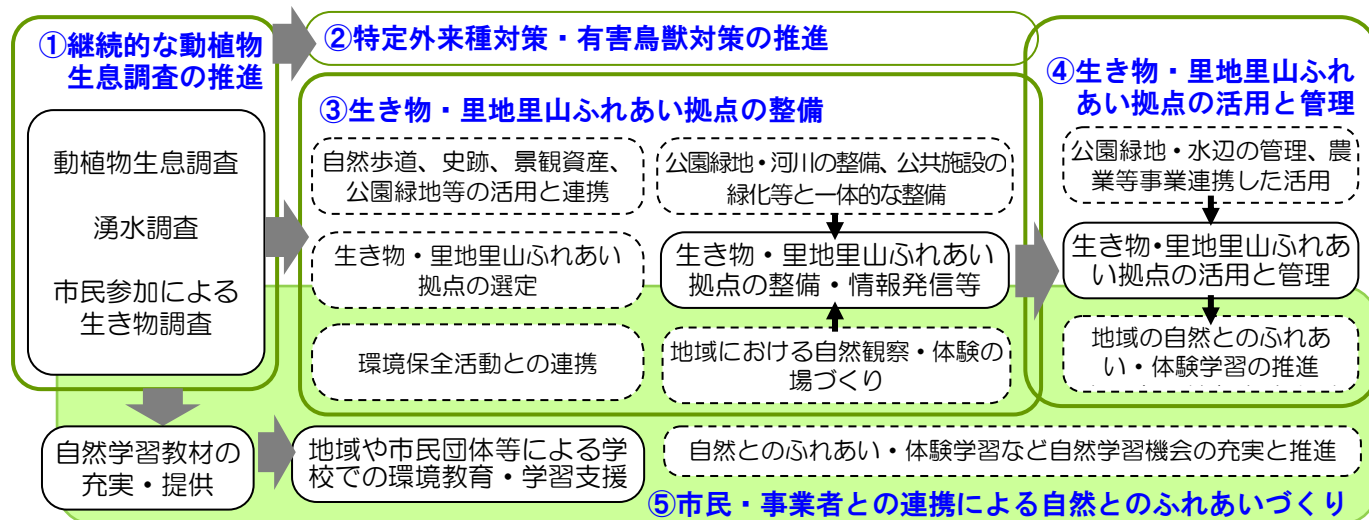 ①継続的な動植物
生息調査の推進
動植物生息調査
湧水調査
市民参加による
生き物調査
②特定外来種対策・有害鳥獣対策の推進
③生き物・里地里山ふれあい拠点の整備
自然歩道、史跡、景観資産、
公園緑地等の活用と連携
生き物・里地里山ふれあい
拠点の選定
環境保全活動との連携
公園緑地・河川の整備、公共施設の
緑化等と一体的な整備
生き物・里地里山ふれあい
拠点の整備・情報発信等
地域における自然観察・体験の
場づくり
④生き物・里地里山ふれ
あい拠点の活用と管理
公園緑地・水辺の管理、農
業等事業連携した活用
生き物・里地里山ふれあ
い拠点の活用と管理
地域の自然とのふれあ
い・体験学習の推進
自然学習教材の
充実・提供
地域や市民団体等による学
校での環境教育・学習支援
自然とのふれあい・体験学習など自然学習機会の充実と推進
⑤市民・事業者との連携による自然とのふれあいづくり